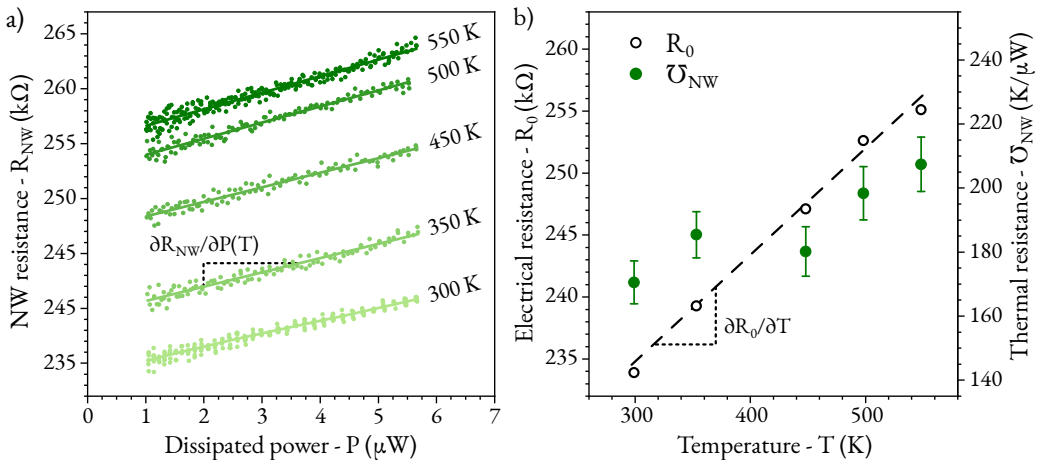 a)
NW resistance - R_NW (kΩ)
265
260
255
250
245
245
235
0
1
2
3
4
5
6
7
Dissipated power - P (μW)
550 K
500 K
450 K
350 K
300 K
∂R_NW/∂P(T)
b)
Electrical resistance - R_0 (kΩ)
260
255
250
245
240
235
300
400
500
Temperature - T (K)
R_0
℧_NW
∂R_0/∂T
240
220
200
180
160
140
Thermal resistance - ℧_NW (K/μW)